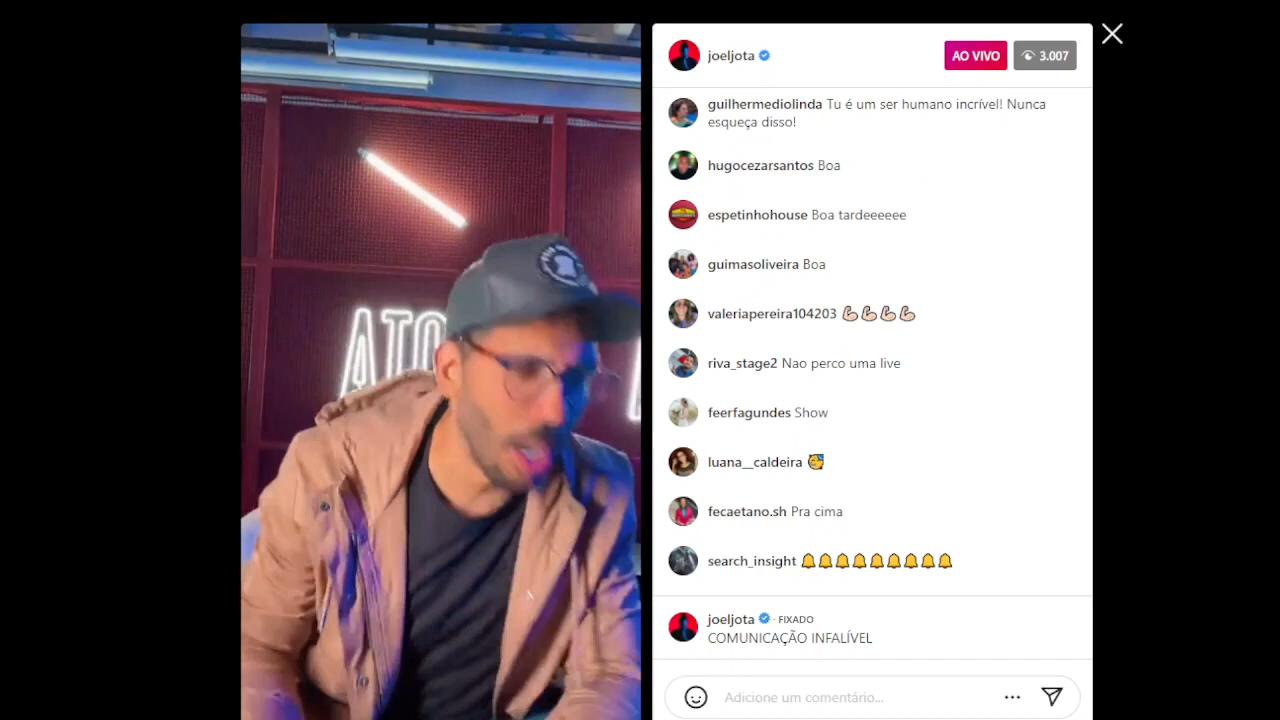 joeljota
AO VIVO
3.007
guilhermediolinda Tu é um ser humano incrível! Nunca
esqueça disso!
hugocezarsantos Boa
espetinhohouse Boa tardeeeeee
guimasoliveira Boa
valeriapereira104203 💪🏻💪🏻💪🏻💪🏻
riva_stage2 Nao perco uma live
feerfagundes Show
luana__caldeira 🥳
fecaetano.sh Pra cima
search_insight 🔔🔔🔔🔔🔔🔔🔔🔔🔔
joeljota · FIXADO
COMUNICAÇÃO INFALÍVEL
Adicione um comentário...